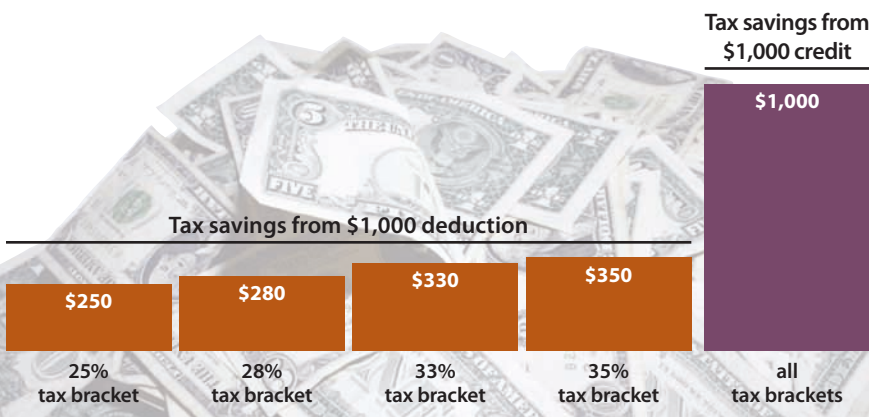 Tax savings from
$1,000 credit
$1,000
FIVE
Tax savings from $1,000 deduction
$250
$280
$330
$350
25%
tax bracket
28%
tax bracket
33%
tax bracket
35%
tax bracket
all
tax brackets